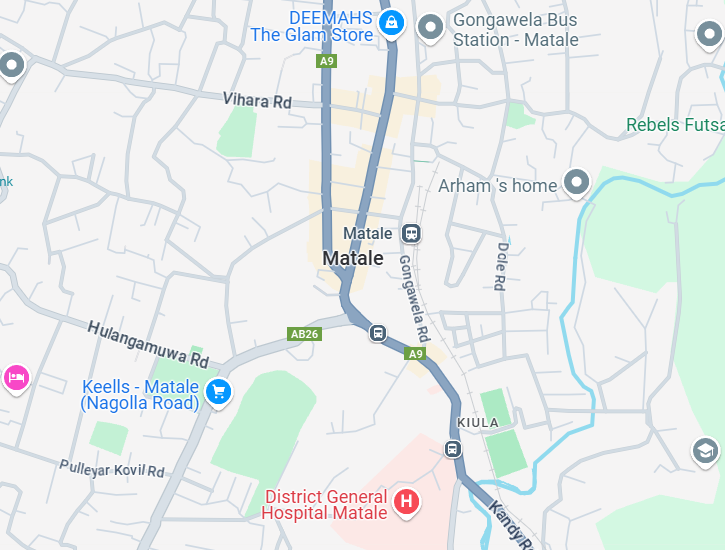 DEEMAHS
The Glam Store
Gongawela Bus
Station - Matale
A9
Vihara Rd
Rebels Futsa
nk
Arham 's home
Matale
Matale
Dole Rd
Gongawela Rd
AB26
Hulangamuwa Rd
A9
Keells - Matale
(Nagolla Road)
KIULA
Pulleyar Kovil Rd
District General
Hospital Matale
H
Kandy R